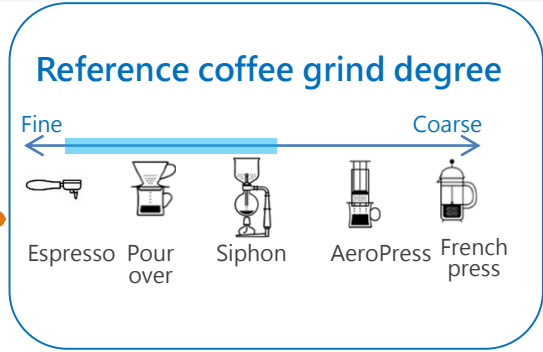 Reference coffee grind degree
Fine
Coarse
Espresso
Pour
over
Siphon
AeroPress
French
press